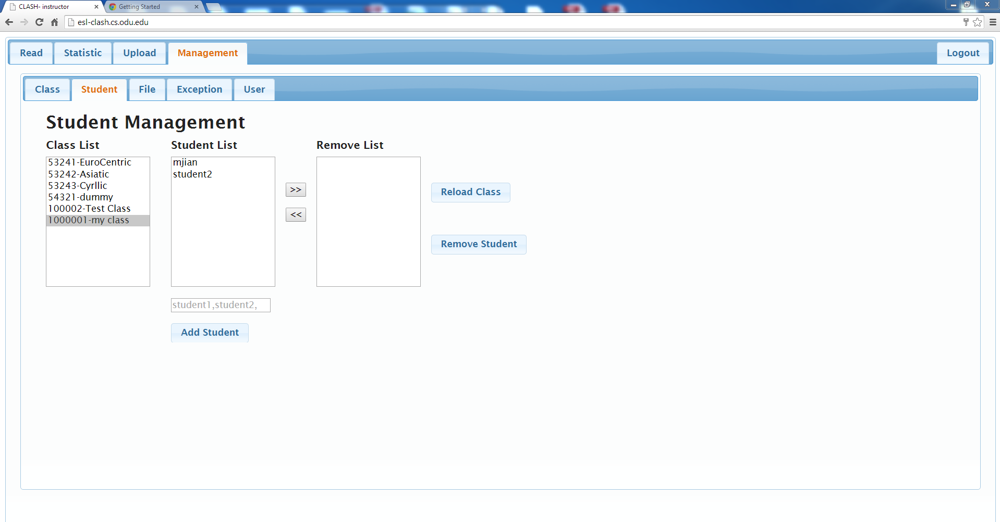 CLASH- instructor
Getting Started
esl-clash.cs.odu.edu
Read Statistic Upload Management Logout
Class Student File Exception User
Student Management
Class List
53241-EuroCentric
53242-Asiatic
53243-Cyrllic
54321-dummy
100002-Test Class
1000001-my class
Student List
mjian
student2
student1,student2,
Add Student
>>
<<
Remove List
Reload Class
Remove Student